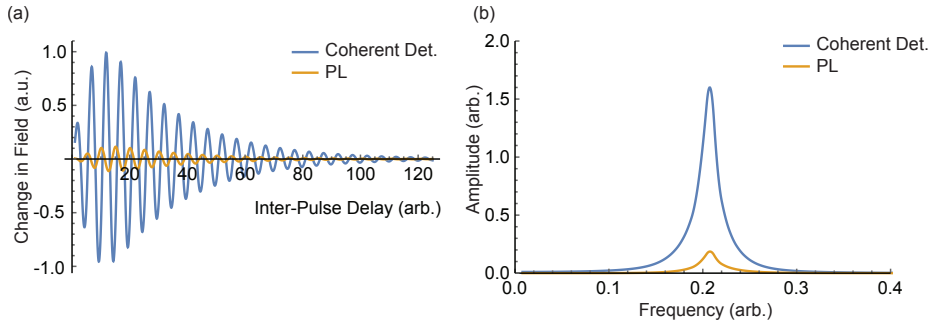 (a)
Coherent Det.
PL
1.0
0.5
-0.5
-1.0
20 40 60 80 100 120
Change in Field (a.u.)
Inter-Pulse Delay (arb.)
(b)
Coherent Det.
PL
2.0
1.5
1.0
0.5
0.0
0.0 0.1 0.2 0.3 0.4
Amplitude (arb.)
Frequency (arb.)